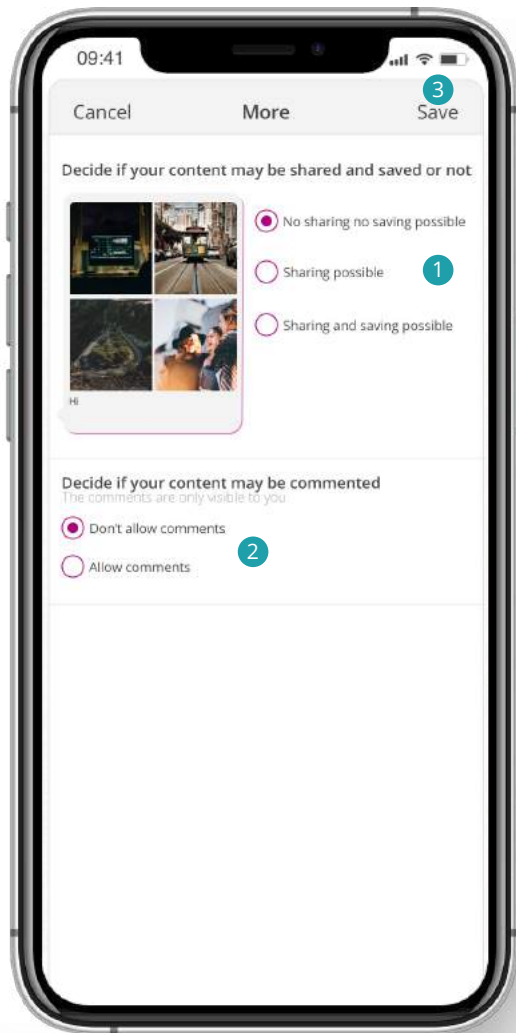 09:41
3
Cancel More Save
Decide if your content may be shared and saved or not
No sharing no saving possible
Sharing possible 1
Sharing and saving possible
Hi
Decide if your content may be commented
The comments are only visible to you
Don't allow comments
2
Allow comments